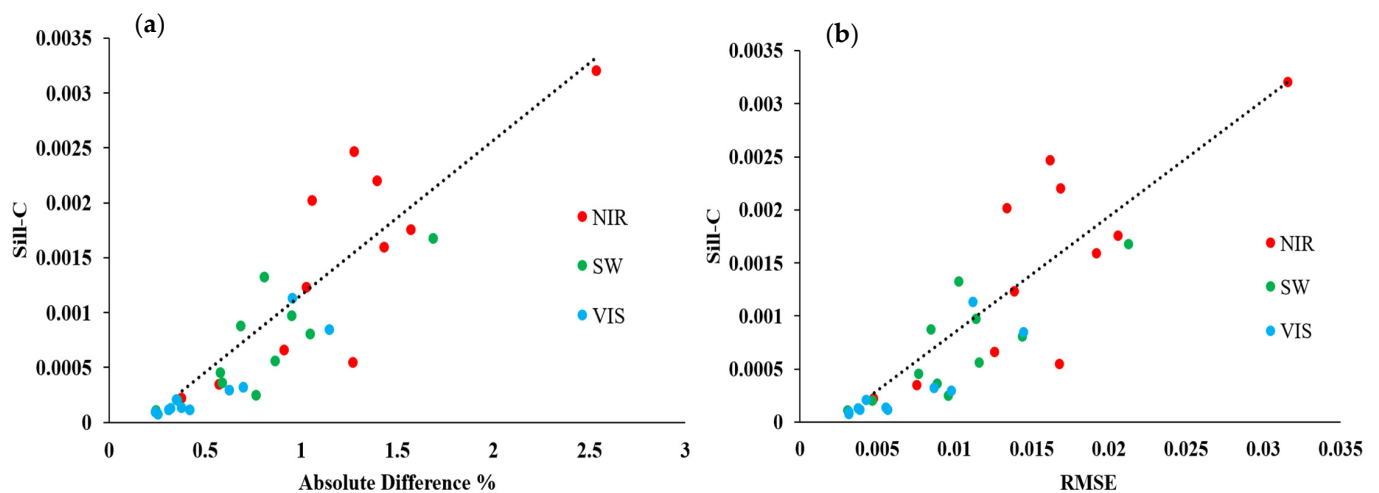 (a)
0.0035
0.003
0.0025
0.002
0.0015
0.001
0.0005
0
Sill-C
NIR
SW
VIS
0 0.5 1 1.5 2 2.5 3
Absolute Difference %
(b)
0.0035
0.003
0.0025
0.002
0.0015
0.001
0.0005
0
Sill-C
NIR
SW
VIS
0 0.005 0.01 0.015 0.02 0.025 0.03 0.035
RMSE